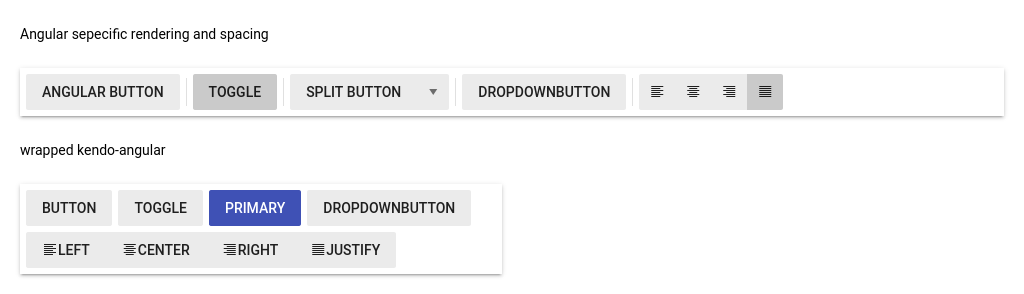 Angular sepecific rendering and spacing
ANGULAR BUTTON TOGGLE SPLIT BUTTON DROPDOWNBUTTON
wrapped kendo-angular
BUTTON TOGGLE PRIMARY DROPDOWNBUTTON
LEFT CENTER RIGHT JUSTIFY